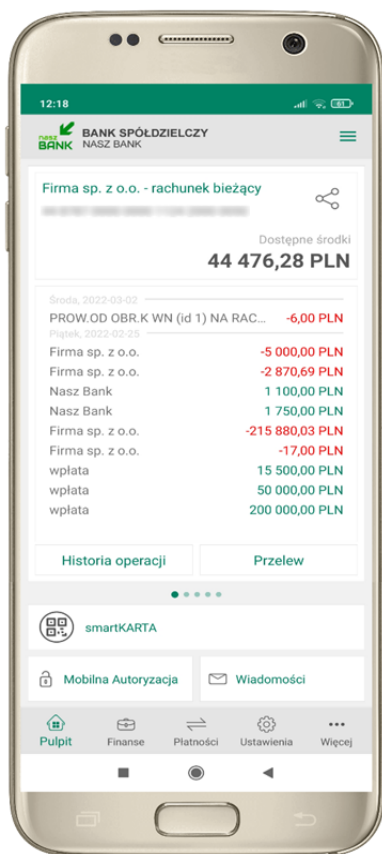 12:18
61
nasz BANK
BANK SPÓŁDZIELCZY
NASZ BANK
Firma sp. z o.o. - rachunek bieżący
Dostępne środki
44 476,28 PLN
Środa, 2022-03-02
PROW.OD OBR.K WN (id 1) NA RAC... -6,00 PLN
Piątek, 2022-02-25
Firma sp. z o.o. -5 000,00 PLN
Firma sp. z o.o. -2 870,69 PLN
Nasz Bank 1 100,00 PLN
Nasz Bank 1 750,00 PLN
Firma sp. z o.o. -215 880,03 PLN
Firma sp. z o.o. -17,00 PLN
wpłata 15 500,00 PLN
wpłata 50 000,00 PLN
wpłata 200 000,00 PLN
Historia operacji Przelew
smartKARTA
Mobilna Autoryzacja Wiadomości
Pulpit Finanse Płatności Ustawienia Więcej